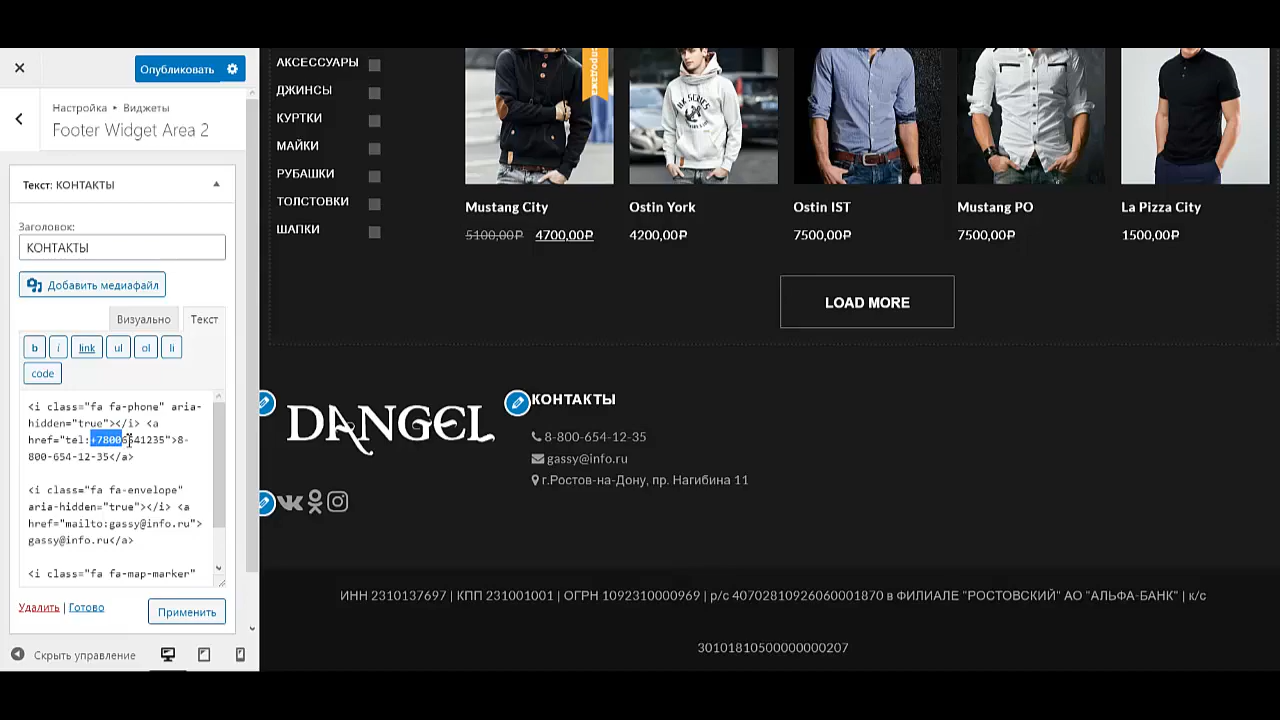 Опубликовать
Настройка ▸ Виджеты
Footer Widget Area 2
Текст: КОНТАКТЫ
Заголовок:
КОНТАКТЫ
Добавить медиафайл
Визуально Текст
b i link ul ol li
code
<i class="fa fa-phone" aria-
hidden="true"></i> <a
href="tel:+78006541235">8-
800-654-12-35</a>
<i class="fa fa-envelope"
aria-hidden="true"></i> <a
href="mailto:gassy@info.ru">
gassy@info.ru</a>
<i class="fa fa-map-marker"
Удалить | Готово
Применить
Скрыть управление
АКСЕССУАРЫ
ДЖИНСЫ
КУРТКИ
МАЙКИ
РУБАШКИ
ТОЛСТОВКИ
ШАПКИ
Mustang City
5100,00₽ 4700,00₽
Ostin York
4200,00₽
Ostin IST
7500,00₽
Mustang PO
7500,00₽
La Pizza City
1500,00₽
LOAD MORE
DANGEL
КОНТАКТЫ
8-800-654-12-35
gassy@info.ru
г.Ростов-на-Дону, пр. Нагибина 11
ИНН 2310137697 | КПП 231001001 | ОГРН 1092310000969 | р/с 40702810926060001870 в ФИЛИАЛЕ "РОСТОВСКИЙ" АО "АЛЬФА-БАНК" | к/с
30101810500000000207